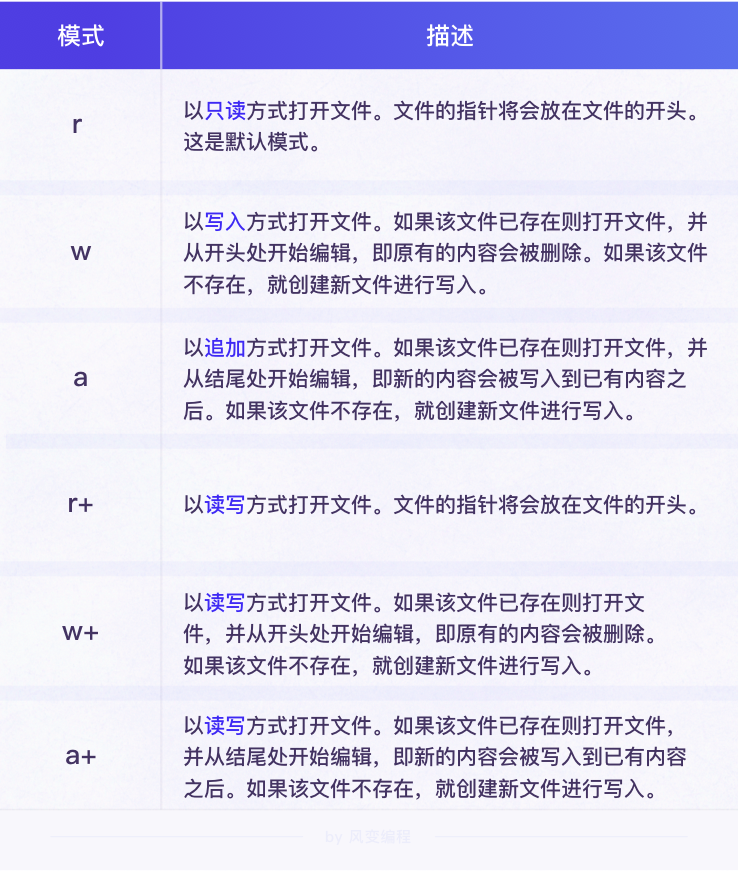 模式 描述
r
以只读方式打开文件。文件的指针将会放在文件的开头。
这是默认模式。
w
以写入方式打开文件。如果该文件已存在则打开文件，并
从开头处开始编辑，即原有的内容会被删除。如果该文件
不存在，就创建新文件进行写入。
a
以追加方式打开文件。如果该文件已存在则打开文件，并
从结尾处开始编辑，即新的内容会被写入到已有内容之
后。如果该文件不存在，就创建新文件进行写入。
r+
以读写方式打开文件。文件的指针将会放在文件的开头。
w+
以读写方式打开文件。如果该文件已存在则打开文
件，并从开头处开始编辑，即原有的内容会被删除。
如果该文件不存在，就创建新文件进行写入。
a+
以读写方式打开文件。如果该文件已存在则打开文件，
并从结尾处开始编辑，即新的内容会被写入到已有内容
之后。如果该文件不存在，就创建新文件进行写入。
by 风变编程